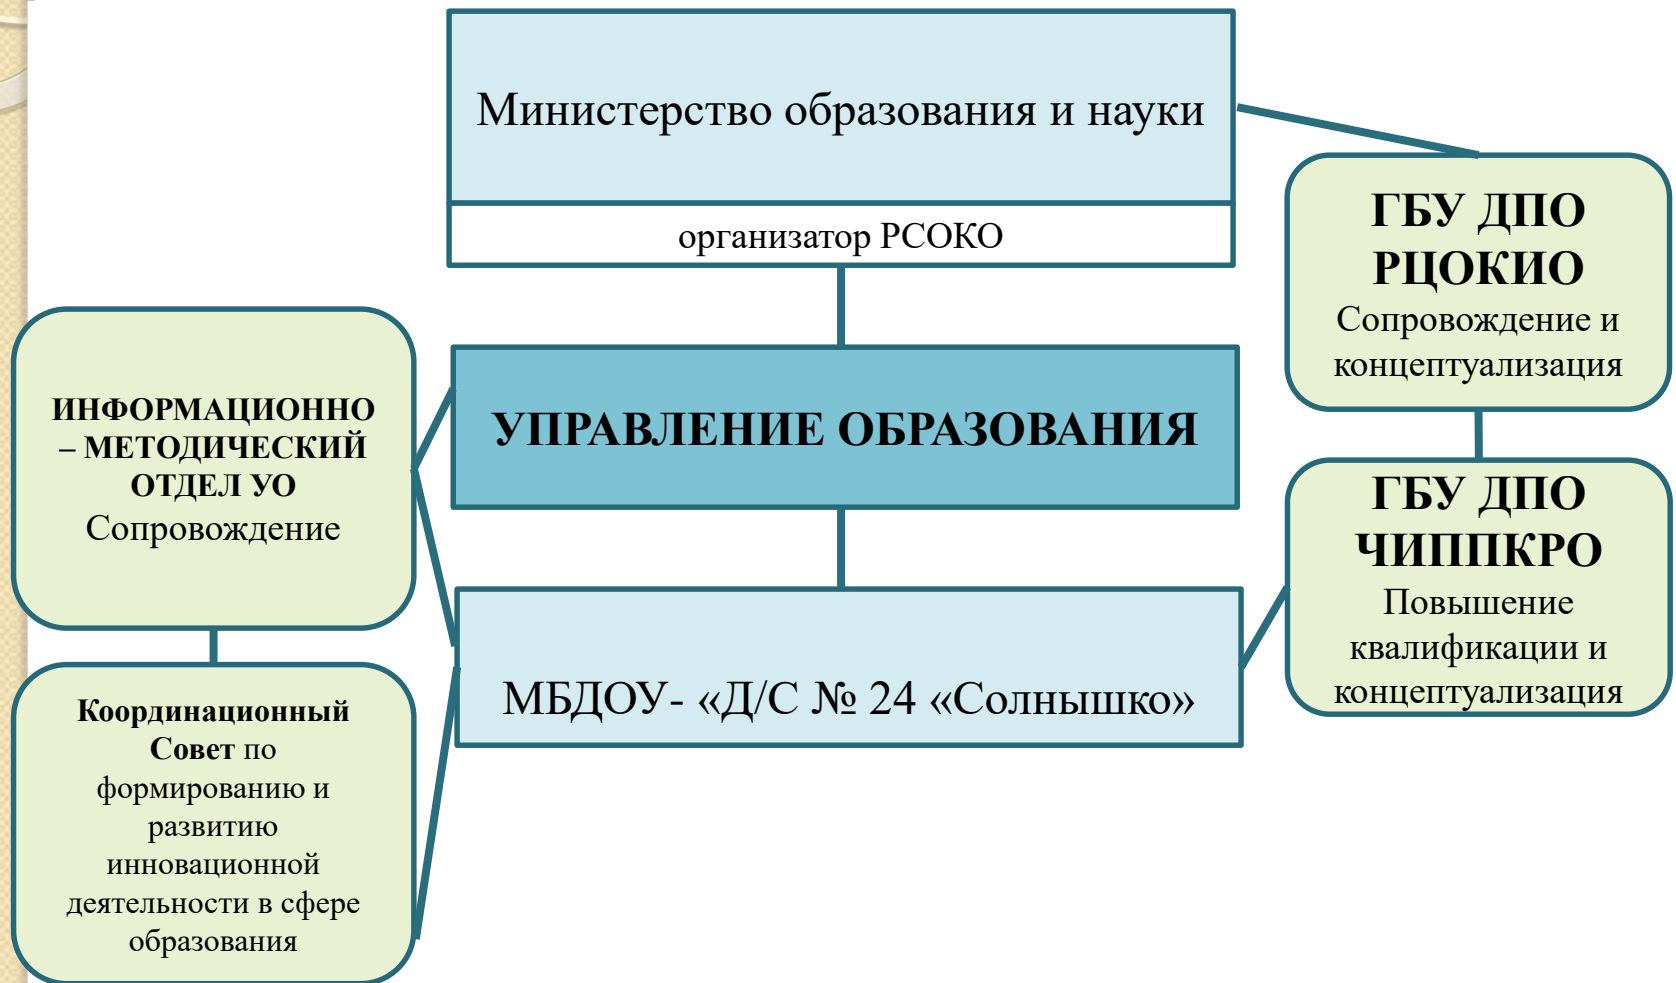 Министерство образования и науки
организатор РСОКО
ГБУ ДПО
РЦОКИО
Сопровождение и
концептуализация
ИНФОРМАЦИОННО
– МЕТОДИЧЕСКИЙ
ОТДЕЛ УО
Сопровождение
УПРАВЛЕНИЕ ОБРАЗОВАНИЯ
ГБУ ДПО
ЧИППКРО
Повышение
квалификации и
концептуализация
МБДОУ- «Д/С № 24 «Солнышко»
Координационный
Совет по
формированию и
развитию
инновационной
деятельности в сфере
образования